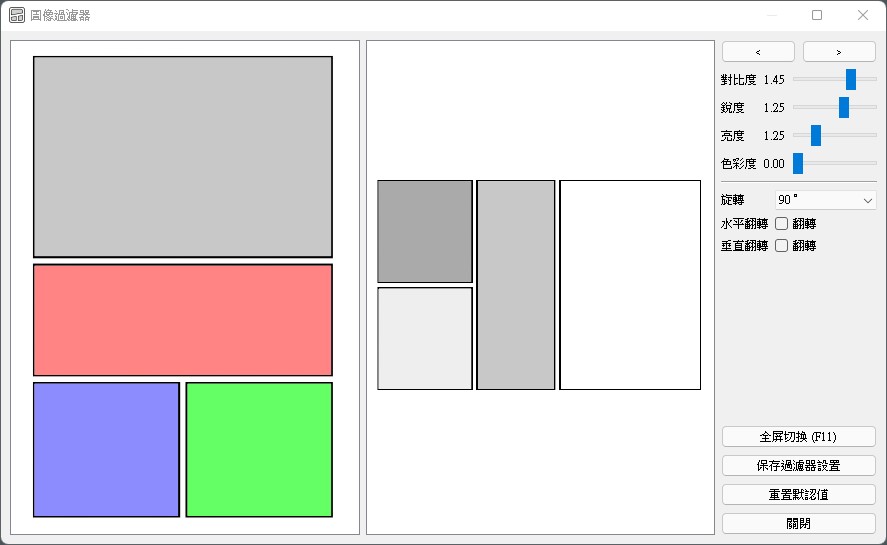 圖像過濾器
< >
對比度 1.45
銳度 1.25
亮度 1.25
色彩度 0.00
旋轉 90°
水平翻轉 翻轉
垂直翻轉 翻轉
全屏切換 (F11)
保存過濾器設置
重置默認值
關閉